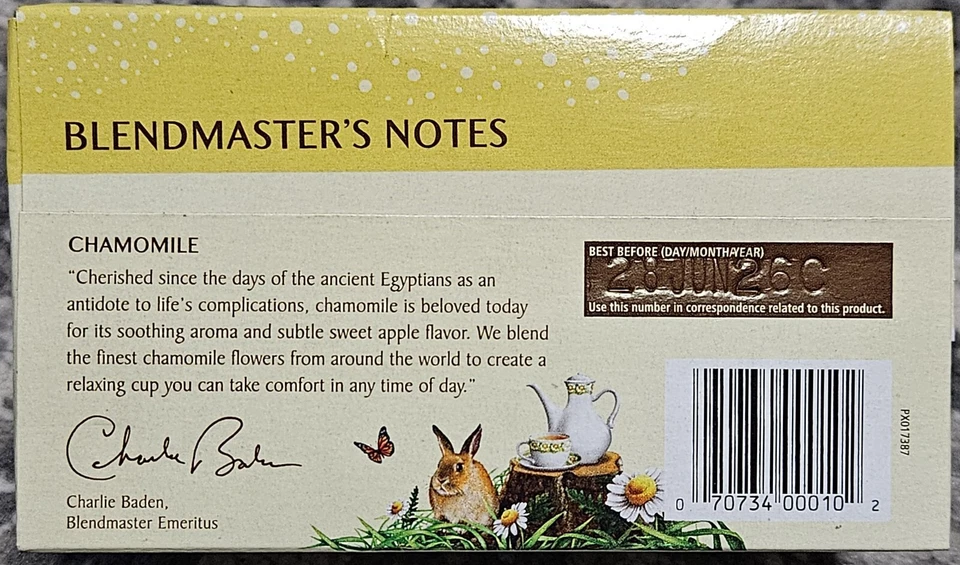 BLENDMASTER'S NOTES
CHAMOMILE
“Cherished since the days of the ancient Egyptians as an
antidote to life's complications, chamomile is beloved today
for its soothing aroma and subtle sweet apple flavor. We blend
the finest chamomile flowers from around the world to create a
relaxing cup you can take comfort in any time of day.”
Charlie Baden
Charlie Baden,
Blendmaster Emeritus
BEST BEFORE (DAY/MONTH/YEAR)
28JUN26C
Use this number in correspondence related to this product.
PX017387
0 70734 00010 2